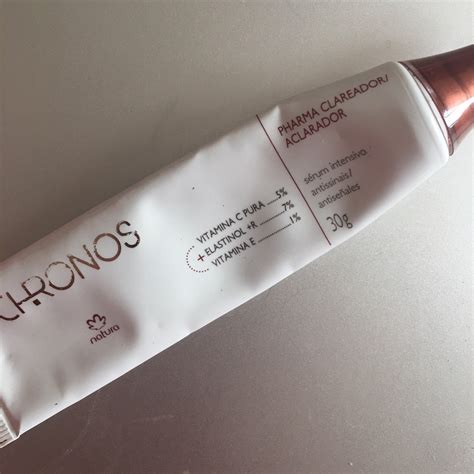 CHRONOS
natura
VITAMINA C PURA ......5%
+ ELASTINOL +R ........7%
VITAMINA E ..............1%
PHARMA CLAREADOR/
ACLARADOR
sérum intensivo
antissinais/
antiseñales
30g